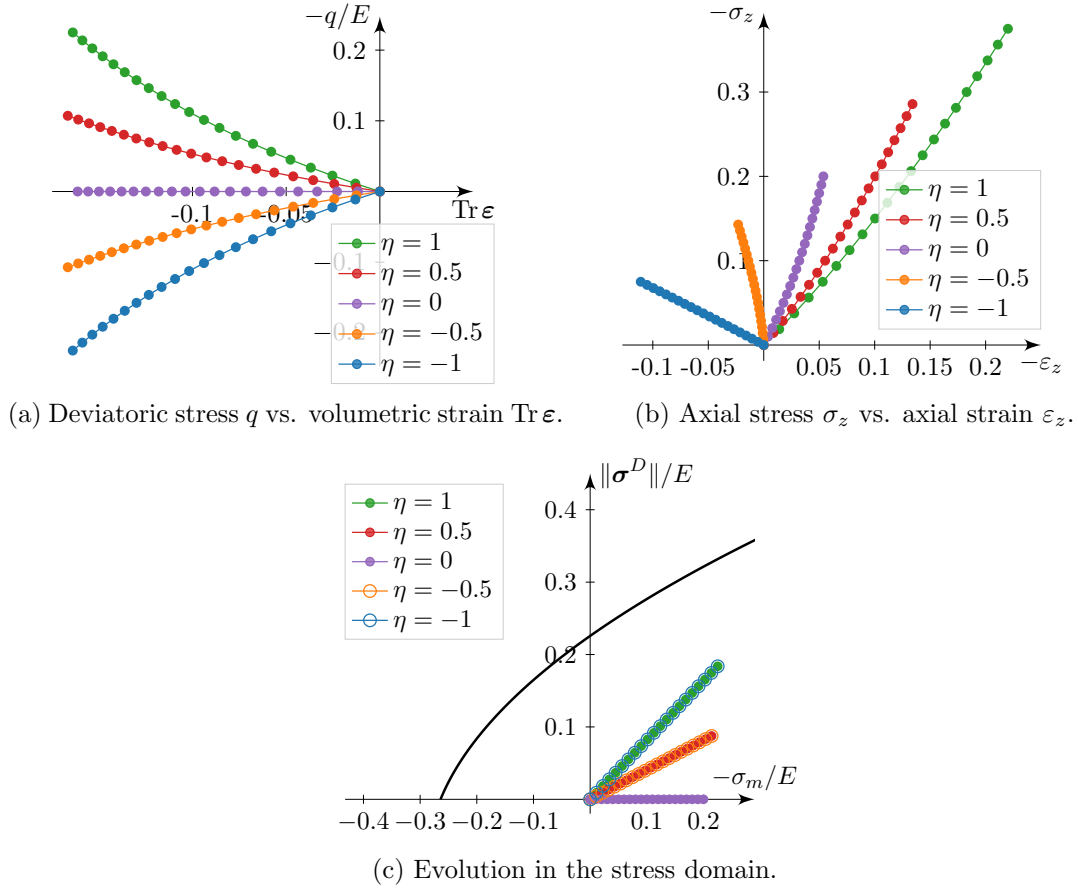 −q/E
0.2
0.1
-0.1
-0.05
Tr ε
-0.1
-0.2
η = 1
η = 0.5
η = 0
η = −0.5
η = −1
(a) Deviatoric stress q vs. volumetric strain Tr ε.
−σz
0.4
0.3
0.2
0.1
-0.1
-0.05
0.05
0.1
0.15
0.2
−εz
η = 1
η = 0.5
η = 0
η = −0.5
η = −1
(b) Axial stress σz vs. axial strain εz.
‖σD‖/E
0.4
0.3
0.2
0.1
−σm/E
-0.4
-0.3
-0.2
-0.1
0.1
0.2
η = 1
η = 0.5
η = 0
η = −0.5
η = −1
(c) Evolution in the stress domain.